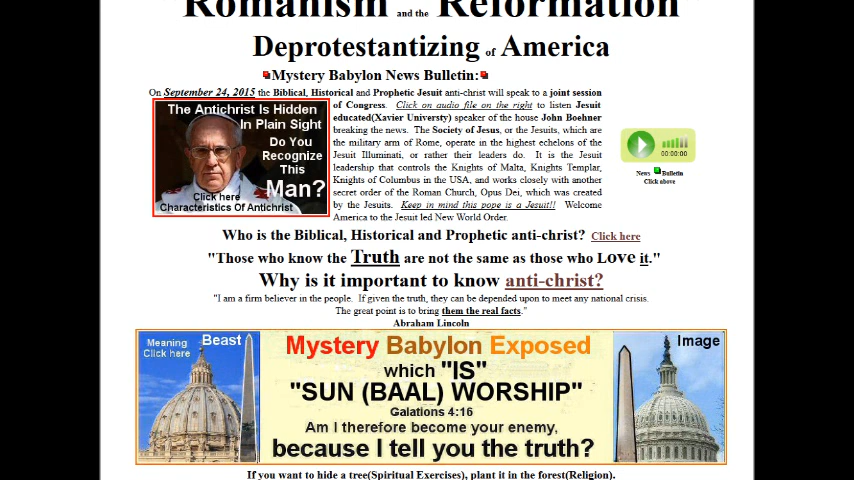 "Romanism and the Reformation"
Deprotestantizing of America
Mystery Babylon News Bulletin:
On September 24, 2015 the Biblical, Historical and Prophetic Jesuit anti-christ will speak to a joint session
of Congress. Click on audio file on the right to listen Jesuit
educated(Xavier Universty) speaker of the house John Boehner
breaking the news. The Society of Jesus, or the Jesuits, which are
the military arm of Rome, operate in the highest echelons of the
Jesuit Illuminati, or rather their leaders do. It is the Jesuit
leadership that controls the Knights of Malta, Knights Templar,
Knights of Columbus in the USA, and works closely with another
secret order of the Roman Church, Opus Dei, which was created
by the Jesuits. Keep in mind this pope is a Jesuit!! Welcome
America to the Jesuit led New World Order.
The Antichrist Is Hidden
In Plain Sight
Do You
Recognize
This
Man?
Click here
Characteristics Of Antichrist
00:00:00
News Bulletin
Click above
Who is the Biblical, Historical and Prophetic anti-christ? Click here
"Those who know the Truth are not the same as those who Love it."
Why is it important to know anti-christ?
"I am a firm believer in the people. If given the truth, they can be depended upon to meet any national crisis.
The great point is to bring them the real facts."
Abraham Lincoln
Meaning
Click here
Beast
Mystery Babylon Exposed
which "IS"
"SUN (BAAL) WORSHIP"
Galations 4:16
Am I therefore become your enemy,
because I tell you the truth?
Image
If you want to hide a tree(Spiritual Exercises), plant it in the forest(Religion).